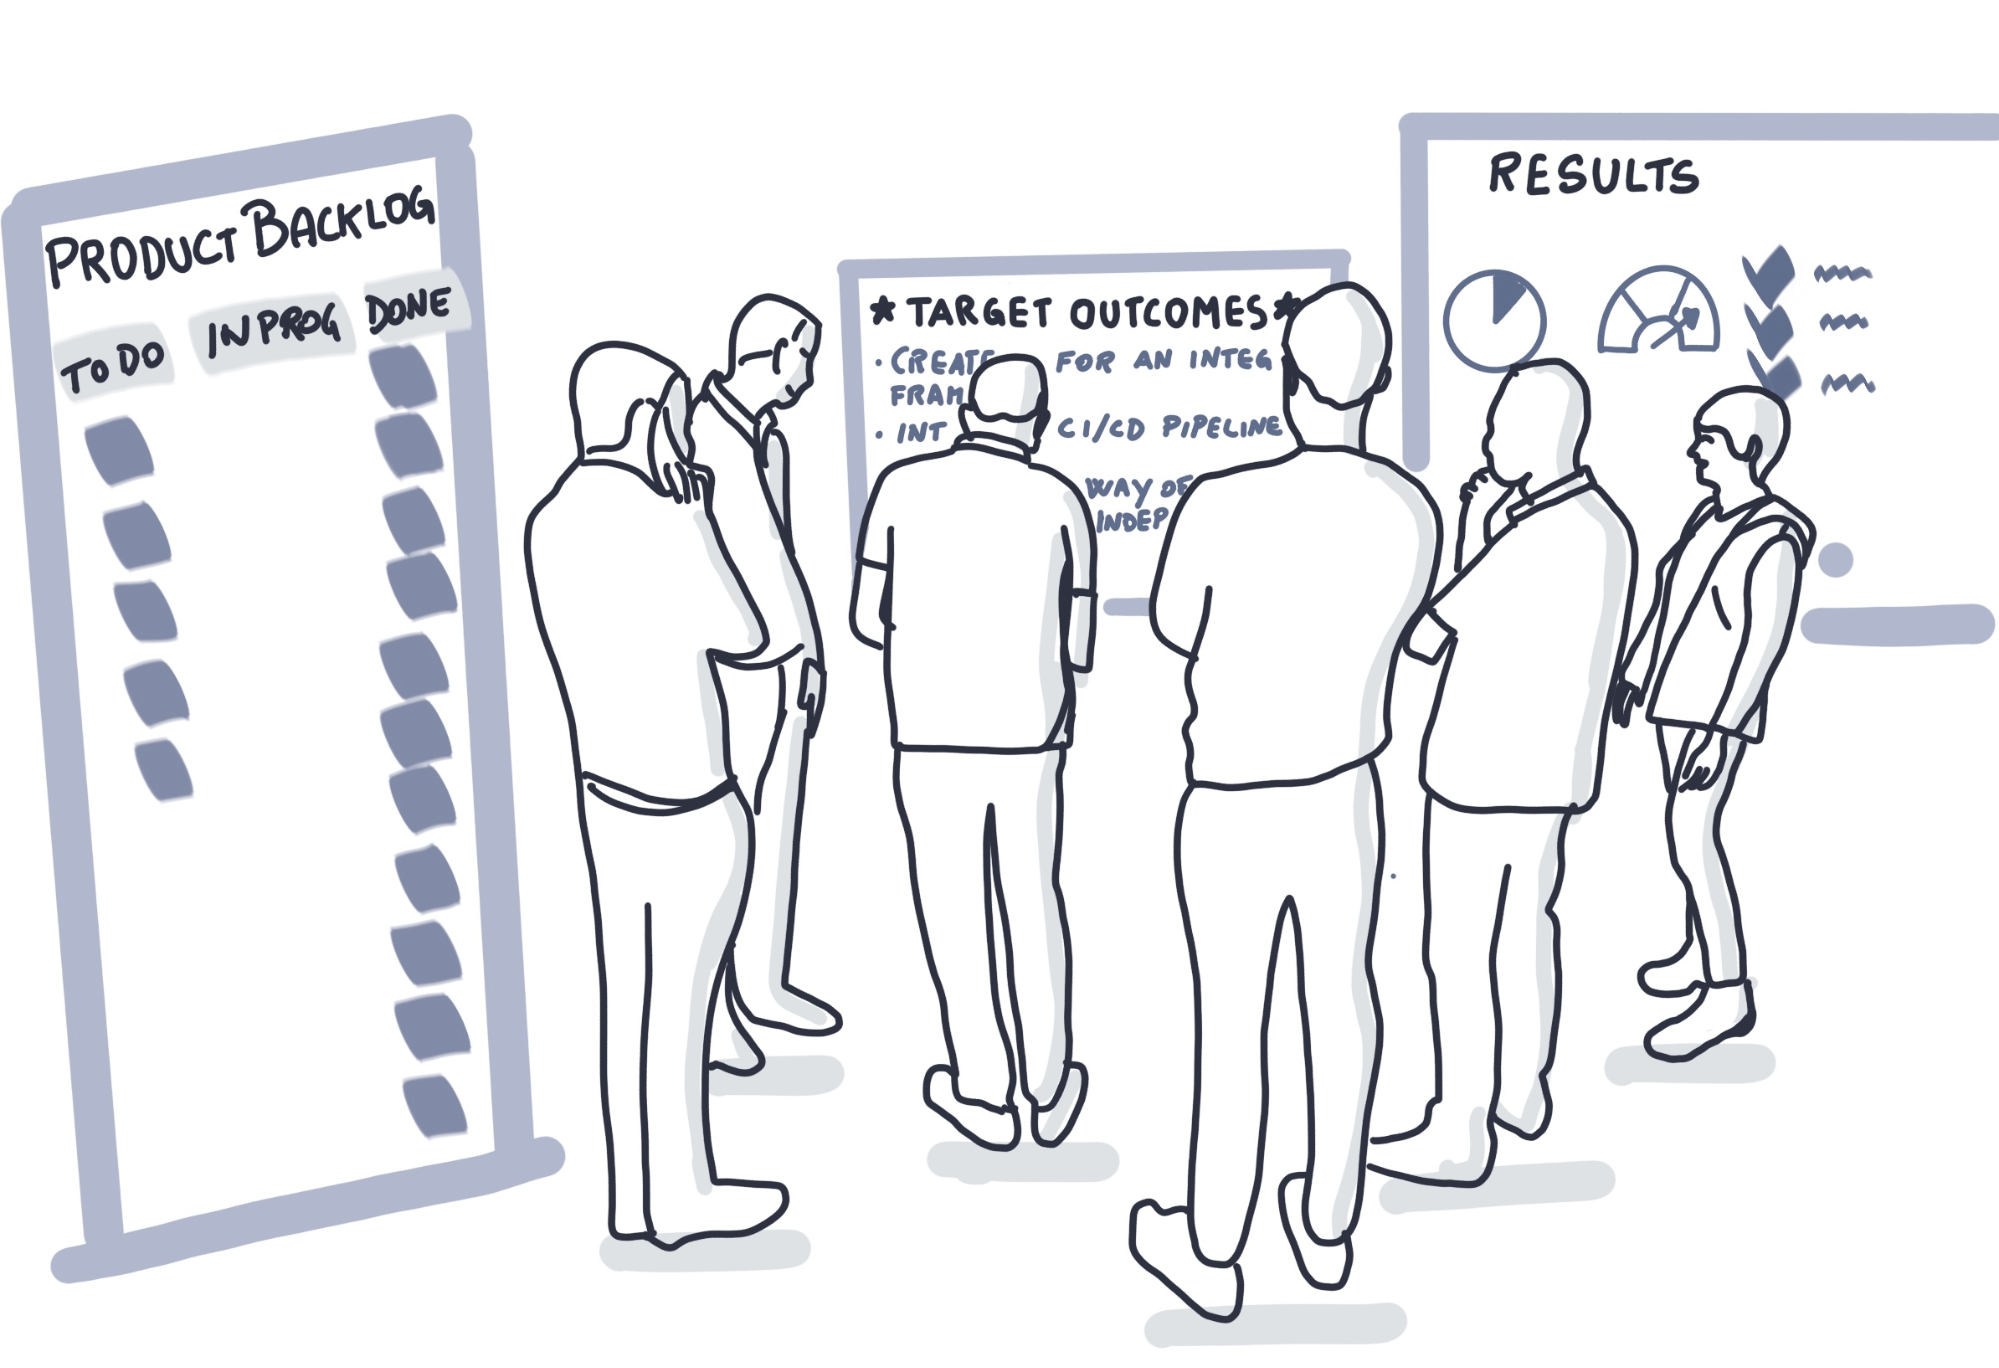 PRODUCT BACKLOG
TO DO
IN PROG
DONE
* TARGET OUTCOMES *
· CREATE FOR AN INTEG
FRAM
· INT CI/CD PIPELINE
WAY OF
INDEP
RESULTS